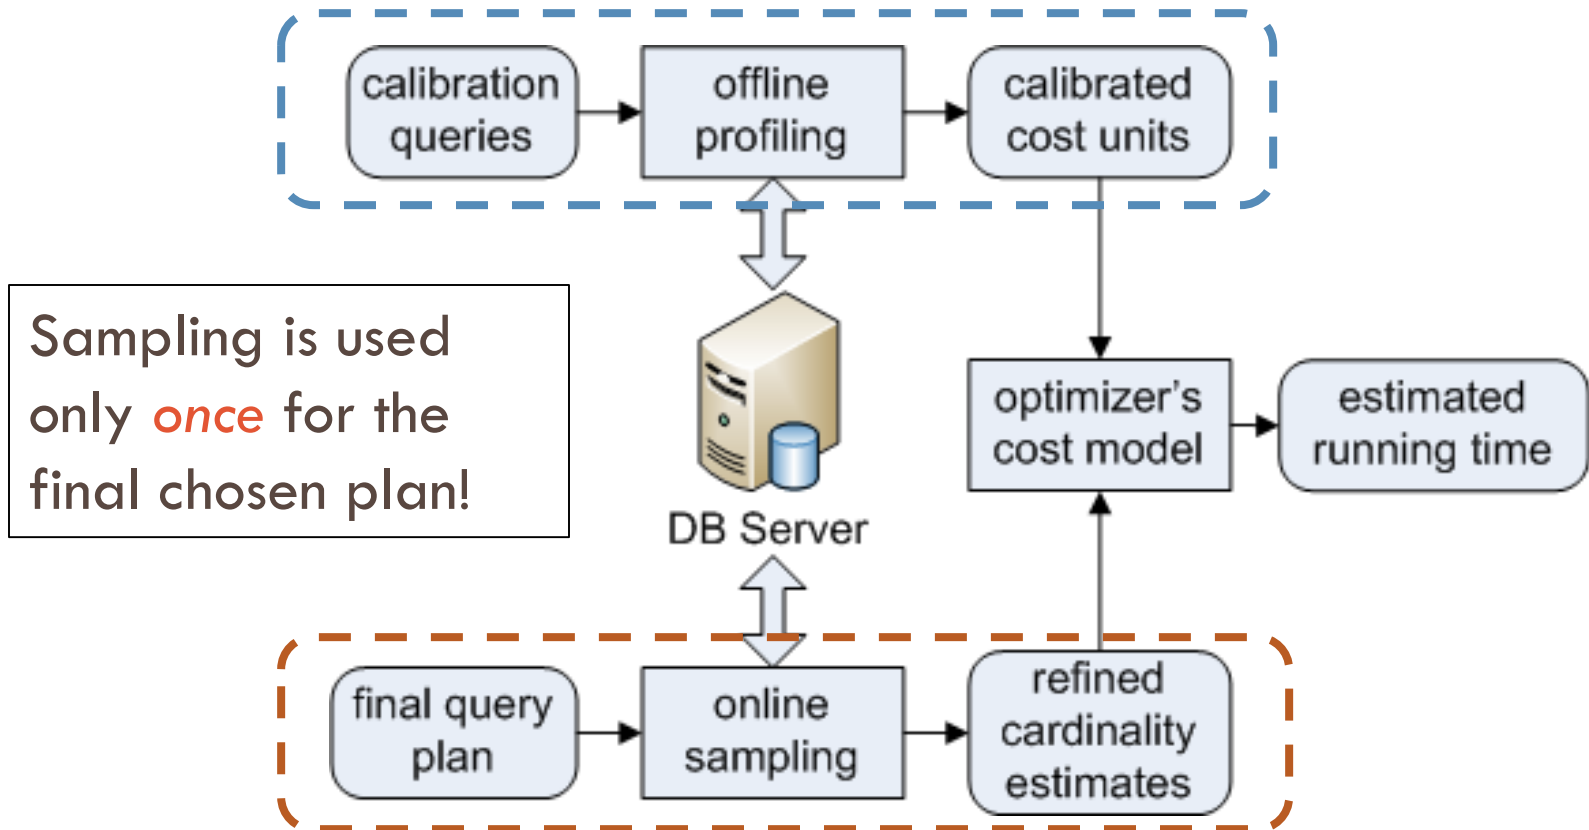 calibration
queries
offline
profiling
calibrated
cost units
Sampling is used
only once for the
final chosen plan!
DB Server
optimizer's
cost model
estimated
running time
final query
plan
online
sampling
refined
cardinality
estimates